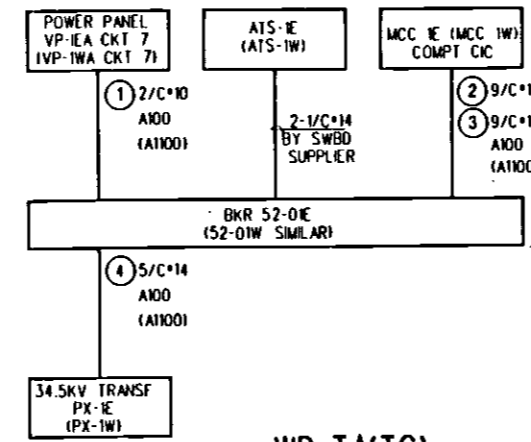 POWER PANEL
VP-1EA CKT 7
(VP-1WA CKT 7)
ATS-1E
(ATS-1W)
MCC 1E (MCC 1W)
COMPT C1C
1 2/C#10
A100
(A1100)
2-1/C#14
BY SWBD
SUPPLIER
2 9/C#1
3 9/C#1
A100
(A1100
BKR 52-01E
(52-01W SIMILAR)
4 5/C#14
A100
(A1100)
34.5KV TRANSF
PX-1E
(PX-1W)